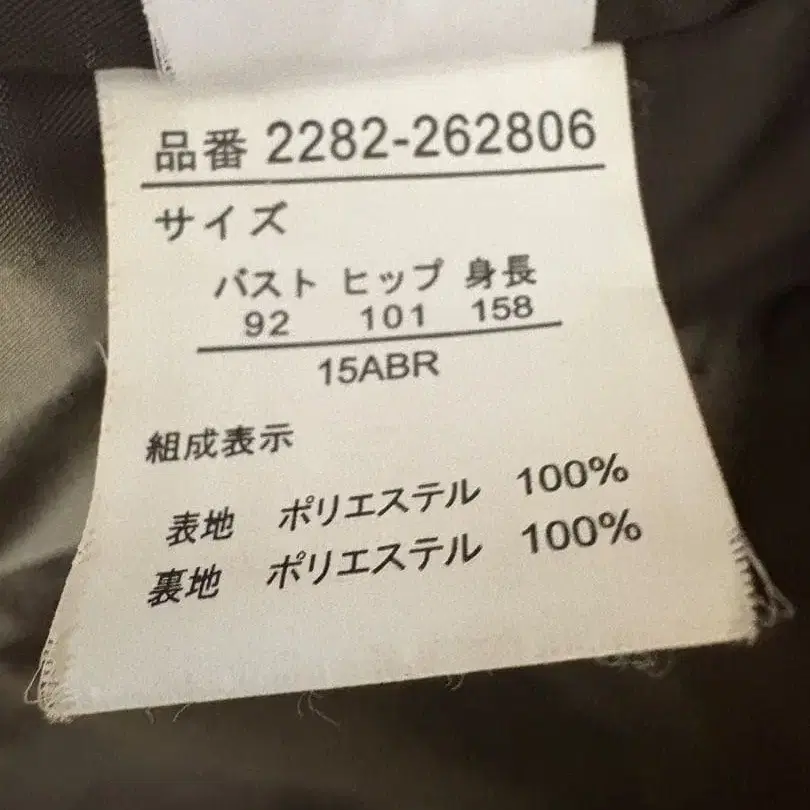 品番 2282-262806
サイズ
バスト ヒップ 身長
92 101 158
15ABR
組成表示
表地 ポリエステル 100%
裏地 ポリエステル 100%